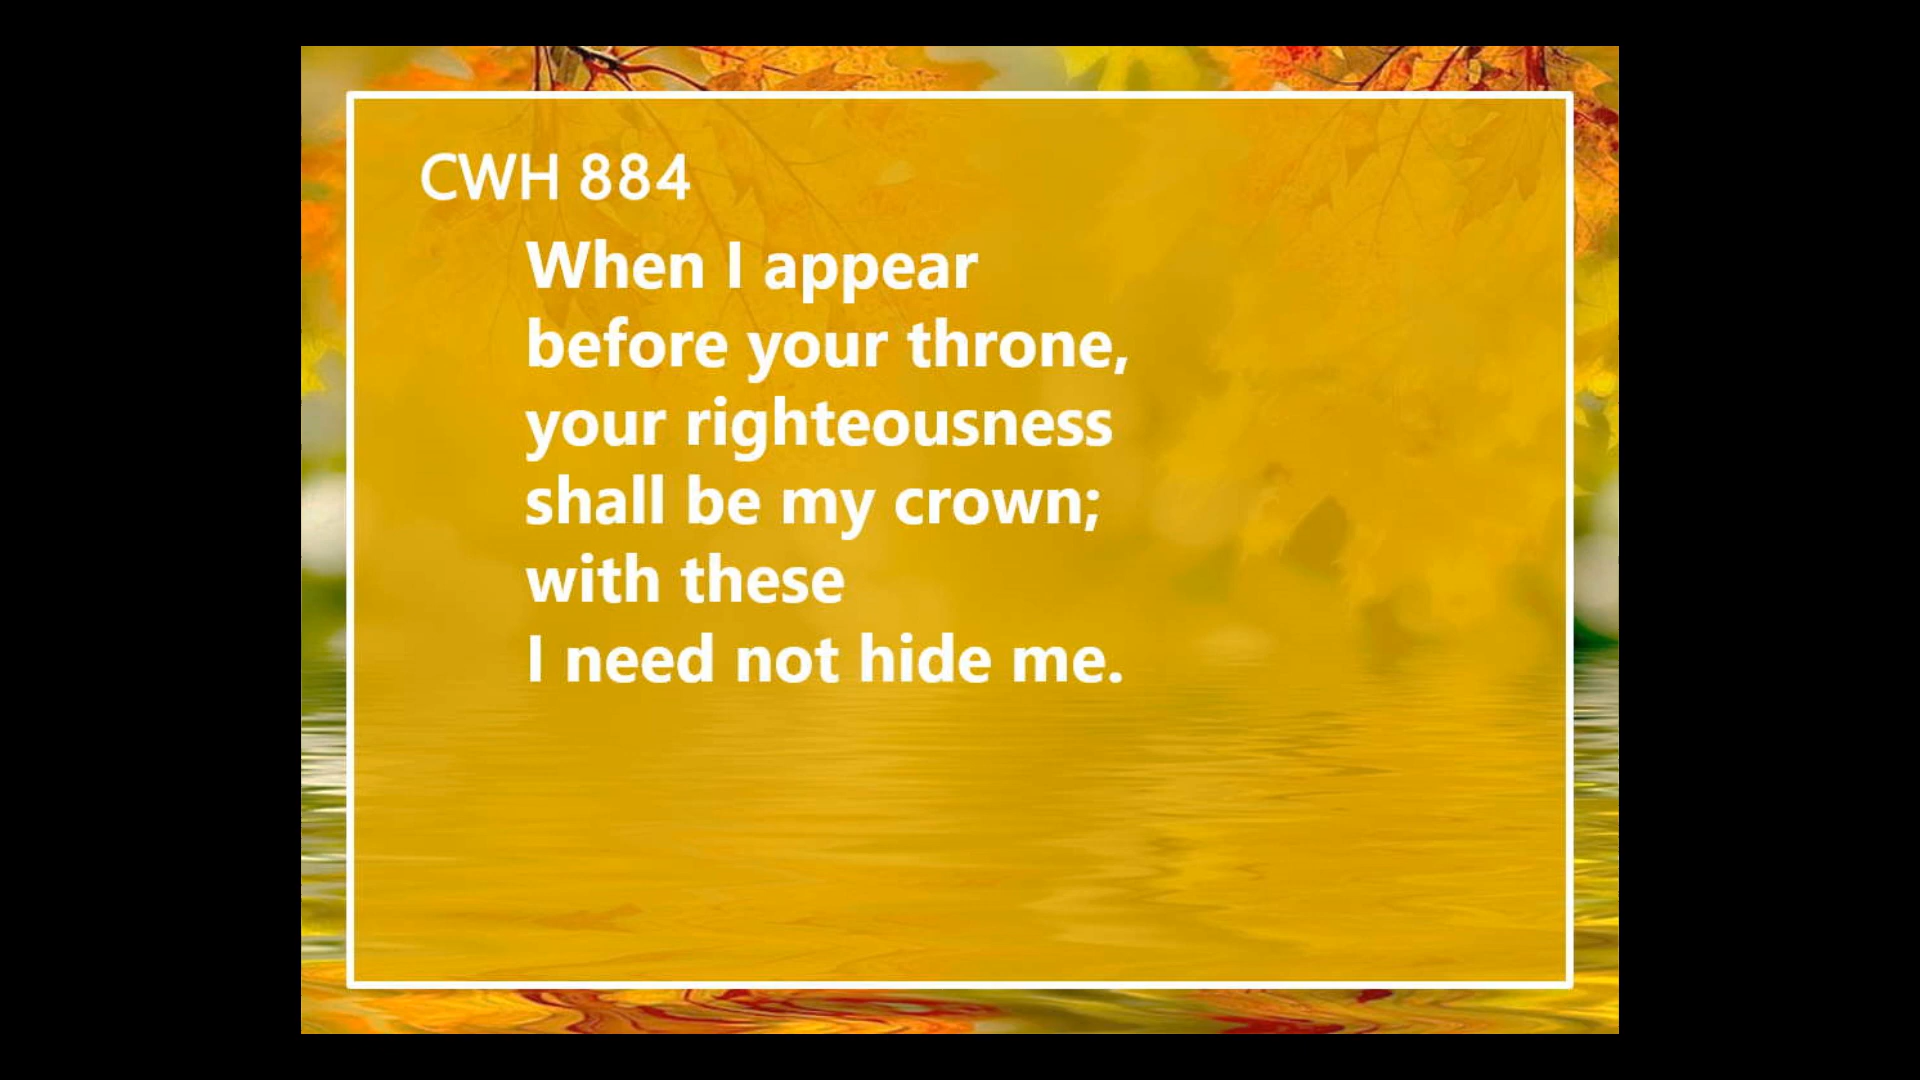 CWH 884
When I appear
before your throne,
your righteousness
shall be my crown;
with these
I need not hide me.